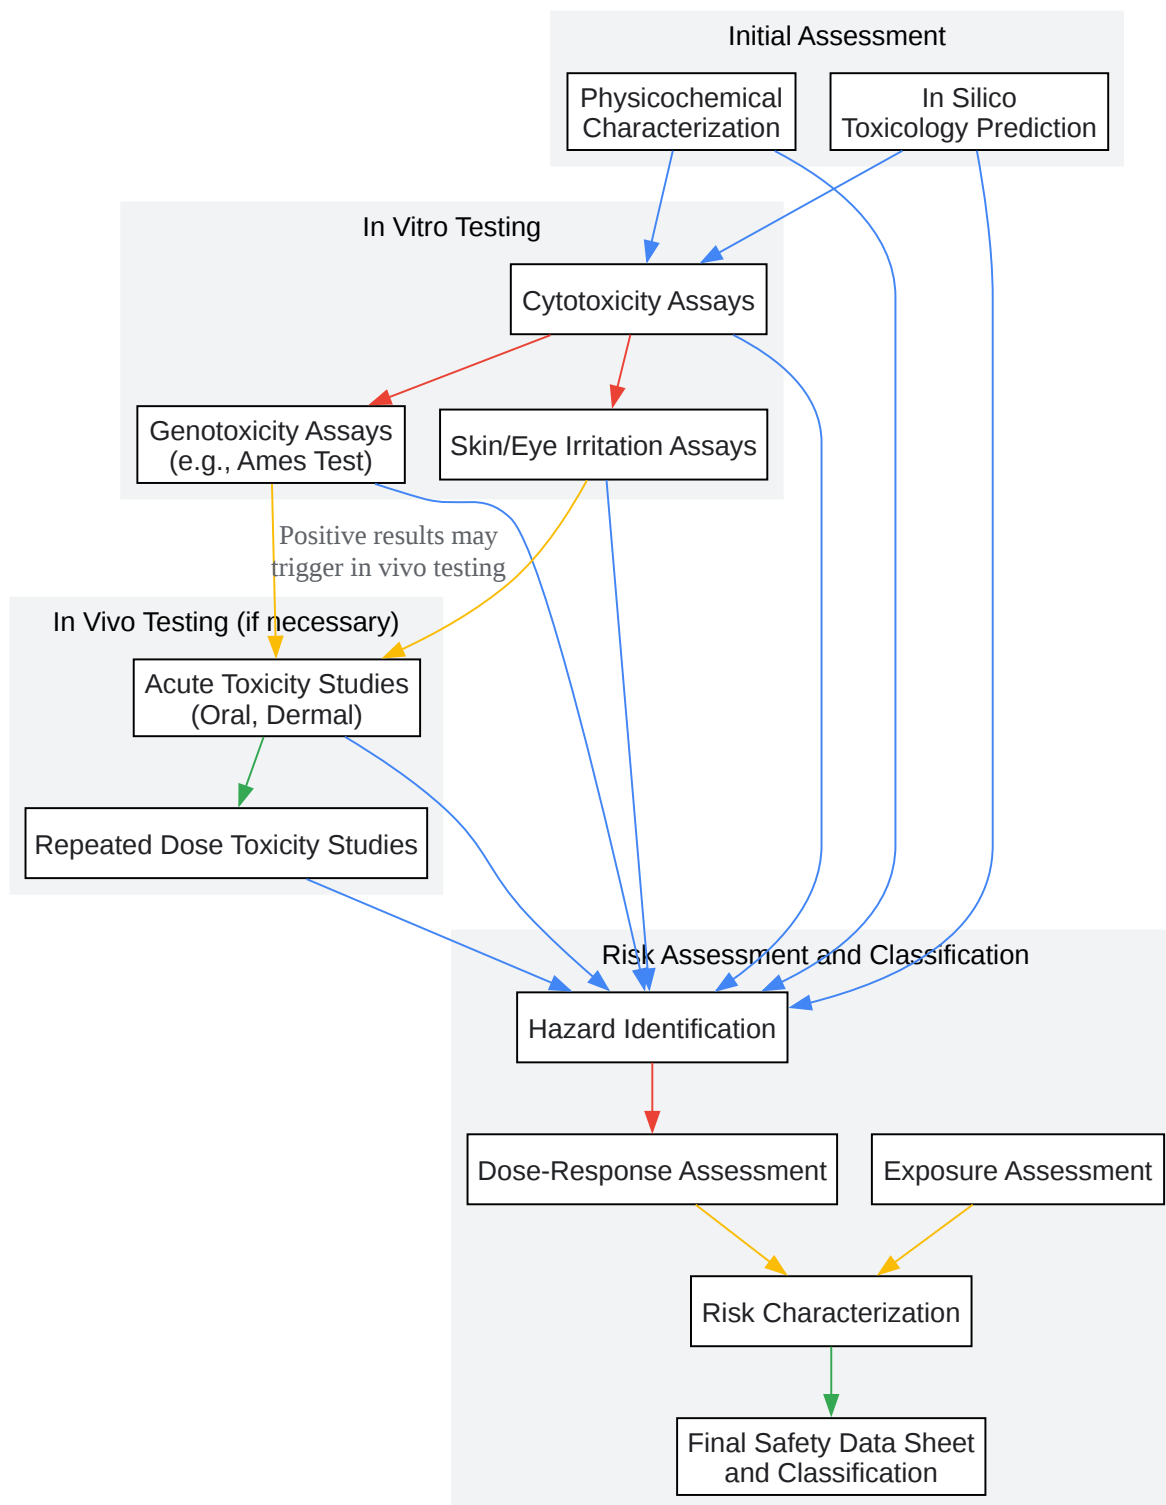 Initial Assessment
Physicochemical
Characterization
In Silico
Toxicology Prediction
In Vitro Testing
Cytotoxicity Assays
Genotoxicity Assays
(e.g., Ames Test)
Skin/Eye Irritation Assays
Positive results may
trigger in vivo testing
In Vivo Testing (if necessary)
Acute Toxicity Studies
(Oral, Dermal)
Repeated Dose Toxicity Studies
Risk Assessment and Classification
Hazard Identification
Dose-Response Assessment
Exposure Assessment
Risk Characterization
Final Safety Data Sheet
and Classification